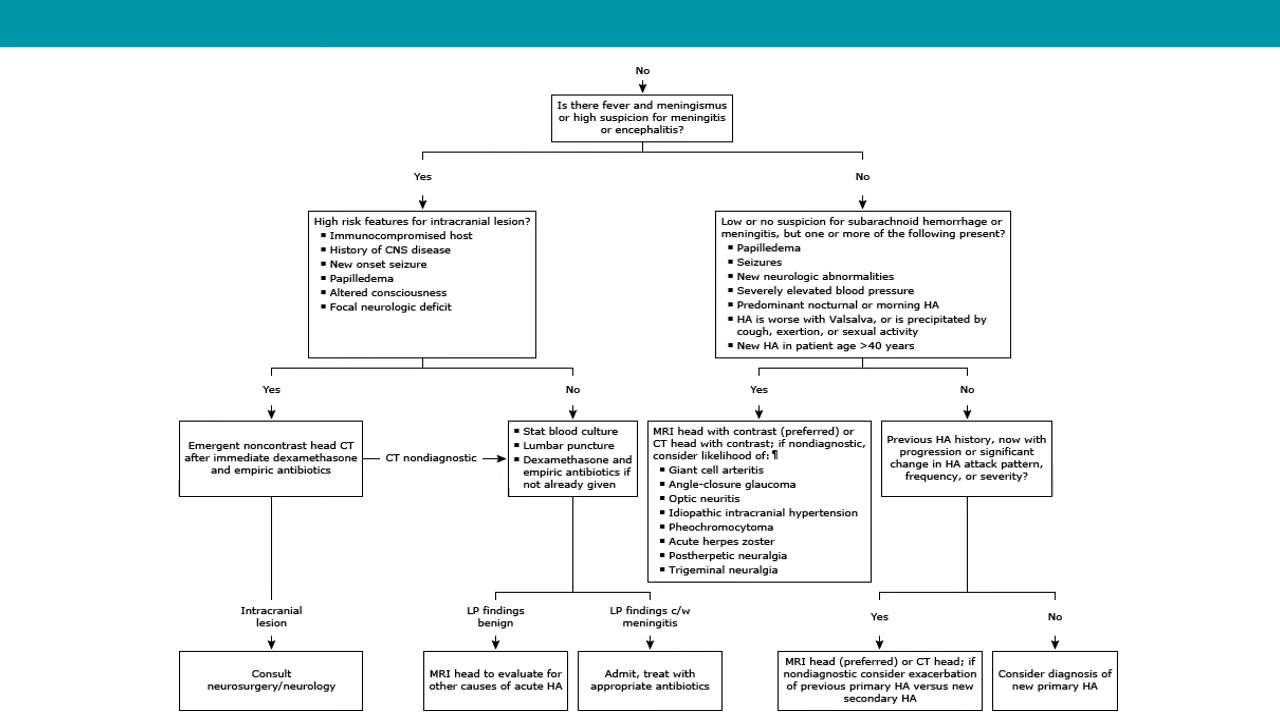 No
Is there fever and meningismus
or high suspicion for meningitis
or encephalitis?
Yes
No
High risk features for intracranial lesion?
▪ Immunocompromised host
▪ History of CNS disease
▪ New onset seizure
▪ Papilledema
▪ Altered consciousness
▪ Focal neurologic deficit
Low or no suspicion for subarachnoid hemorrhage or
meningitis, but one or more of the following present?
▪ Papilledema
▪ Seizures
▪ New neurologic abnormalities
▪ Severely elevated blood pressure
▪ Predominant nocturnal or morning HA
▪ HA is worse with Valsalva, or is precipitated by
cough, exertion, or sexual activity
▪ New HA in patient age >40 years
Yes
No
Yes
No
Emergent noncontrast head CT
after immediate dexamethasone
and empiric antibiotics
CT nondiagnostic
▪ Stat blood culture
▪ Lumbar puncture
▪ Dexamethasone and
empiric antibiotics if
not already given
MRI head with contrast (preferred) or
CT head with contrast; if nondiagnostic,
consider likelihood of:¶
▪ Giant cell arteritis
▪ Angle-closure glaucoma
▪ Optic neuritis
▪ Idiopathic intracranial hypertension
▪ Pheochromocytoma
▪ Acute herpes zoster
▪ Postherpetic neuralgia
▪ Trigeminal neuralgia
Previous HA history, now with
progression or significant
change in HA attack pattern,
frequency, or severity?
Intracranial
lesion
LP findings
benign
LP findings c/w
meningitis
Yes
No
Consult
neurosurgery/neurology
MRI head to evaluate for
other causes of acute HA
Admit, treat with
appropriate antibiotics
MRI head (preferred) or CT head; if
nondiagnostic consider exacerbation
of previous primary HA versus new
secondary HA
Consider diagnosis of
new primary HA